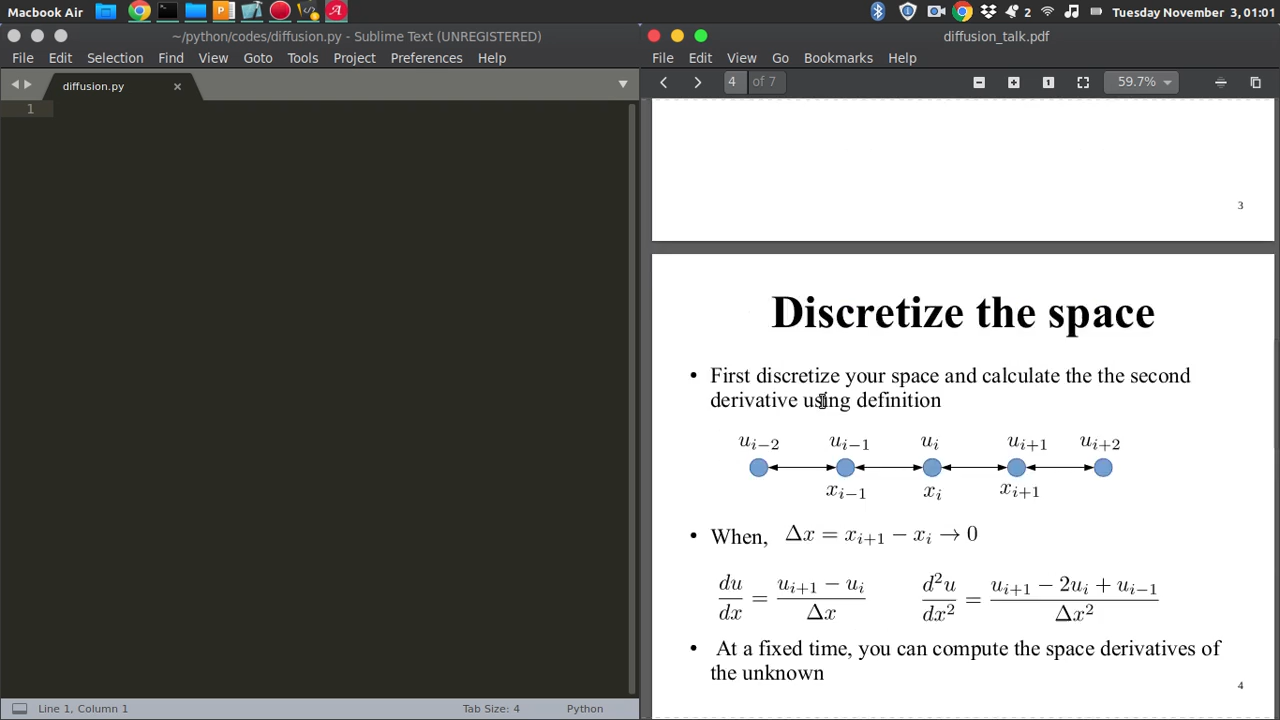 Macbook Air
2
Tuesday November 3, 01:01
~/python/codes/diffusion.py - Sublime Text (UNREGISTERED)
File Edit Selection View Find View Goto Tools Project Preferences Help
diffusion.py
1
Line 1, Column 1
Tab Size: 4
Python
diffusion_talk.pdf
File Edit View Go Bookmarks Help
4 of 7
1
59.7%
3
Discretize the space
• First discretize your space and calculate the the second
derivative using definition
u_{i−2} u_{i−1} u_i u_{i+1} u_{i+2}
x_{i−1} x_i x_{i+1}
• When, Δx = x_{i+1} − x_i → 0
du/dx = (u_{i+1} − u_i)/Δx d²u/dx² = (u_{i+1} − 2u_i + u_{i−1})/Δx²
• At a fixed time, you can compute the space derivatives of
the unknown
4